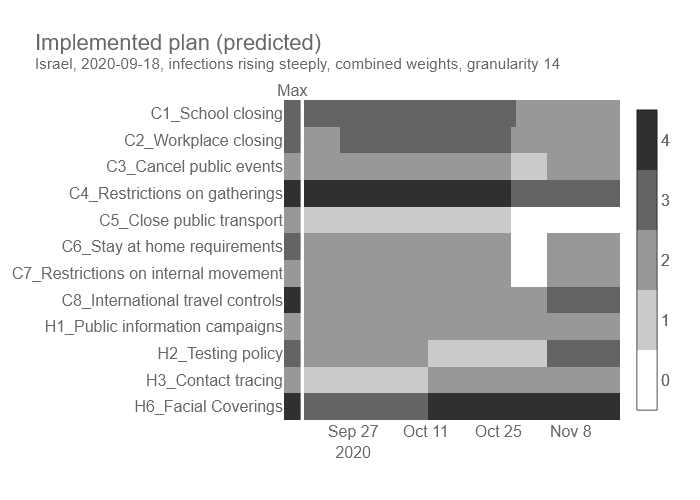 Implemented plan (predicted)
Israel, 2020-09-18, infections rising steeply, combined weights, granularity 14
Max
C1_School closing
C2_Workplace closing
C3_Cancel public events
C4_Restrictions on gatherings
C5_Close public transport
C6_Stay at home requirements
C7_Restrictions on internal movement
C8_International travel controls
H1_Public information campaigns
H2_Testing policy
H3_Contact tracing
H6_Facial Coverings
Sep 27 Oct 11 Oct 25 Nov 8
2020
4
3
2
1
0